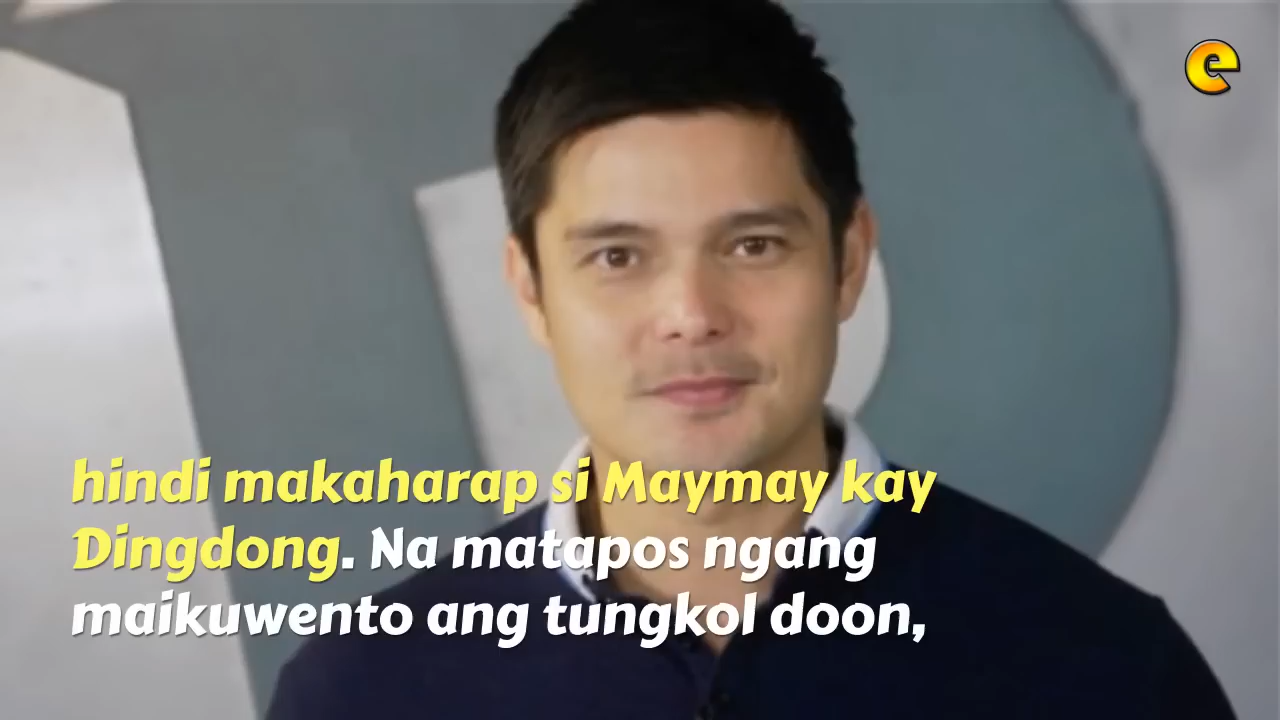 e
hindi makaharap si Maymay kay
Dingdong. Na matapos ngang
maikuwento ang tungkol doon,